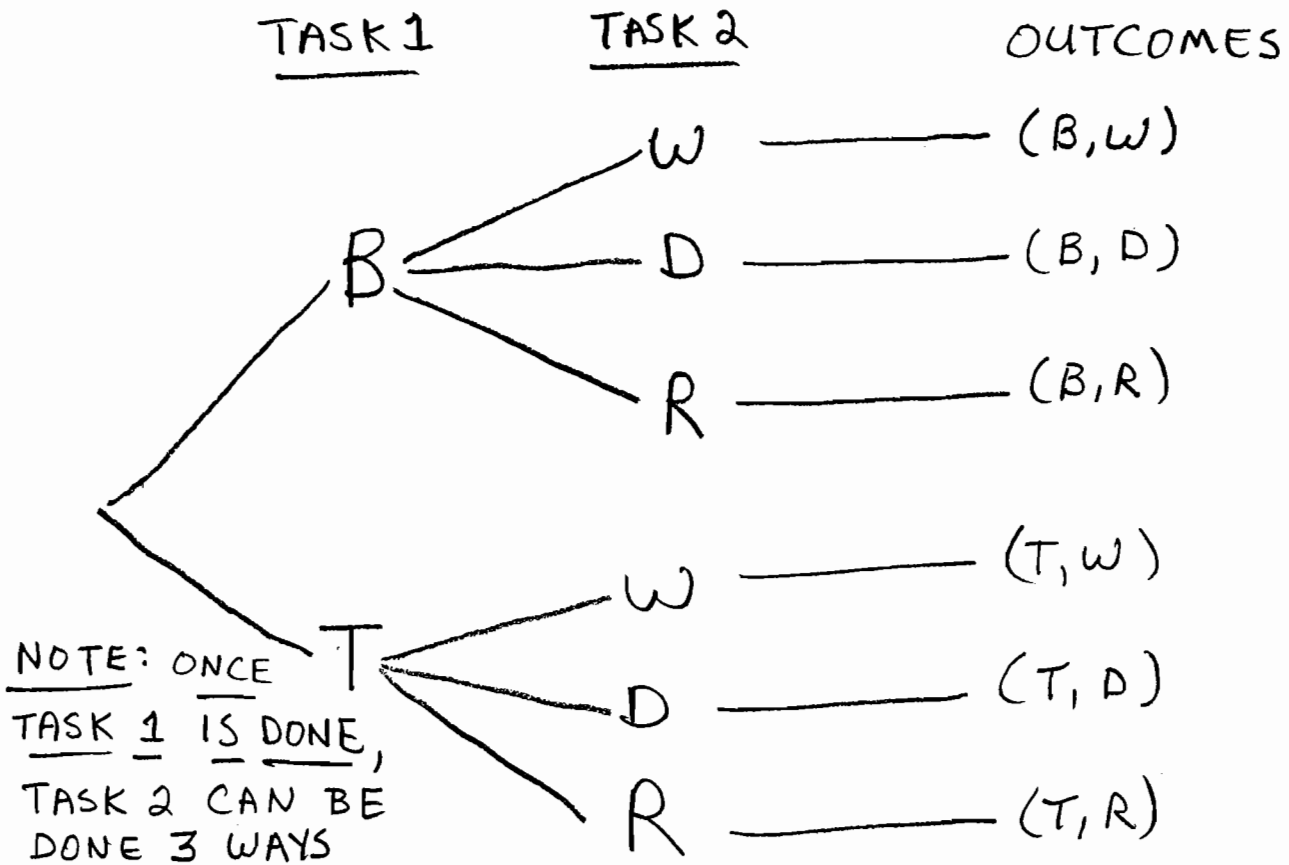 TASK 1 TASK 2 OUTCOMES
W (B,W)
B D (B, D)
R (B,R)
W (T,W)
T D (T, D)
R (T,R)
NOTE: ONCE
TASK 1 IS DONE,
TASK 2 CAN BE
DONE 3 WAYS